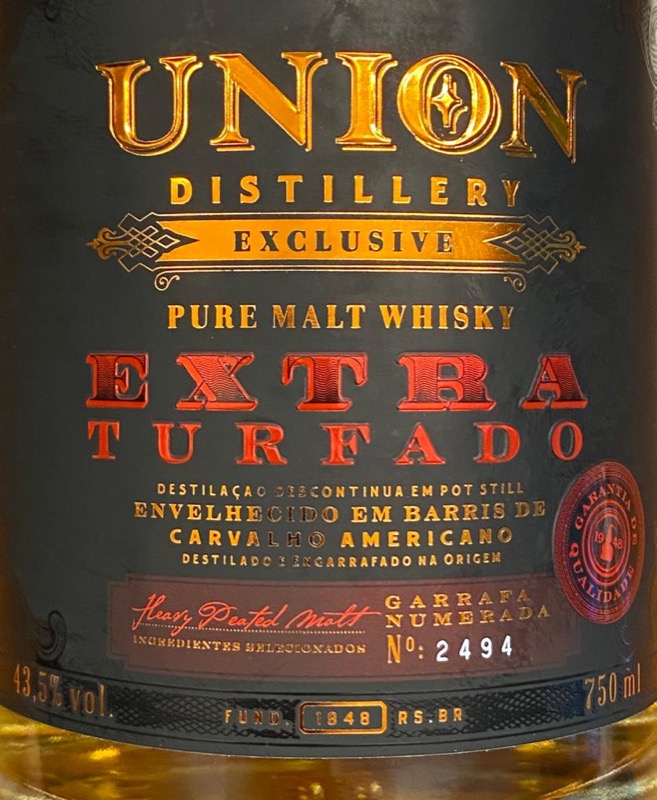 UNION
DISTILLERY
EXCLUSIVE
PURE MALT WHISKY
EXTRA
TURFADO
DESTILAÇAO DESCONTINUA EM POT STILL
ENVELHECIDO EM BARRIS DE
CARVALHO AMERICANO
DESTILADO E ENGARRAFADO NA ORIGEM
GARANTIA DE
QUALIDADE
1948
Heavy Peated Malt
INGREDIENTES SELECIONADOS
GARRAFA
NUMERADA
Nº: 2494
43,5% vol.
750 ml
FUND. 1948 RS.BR